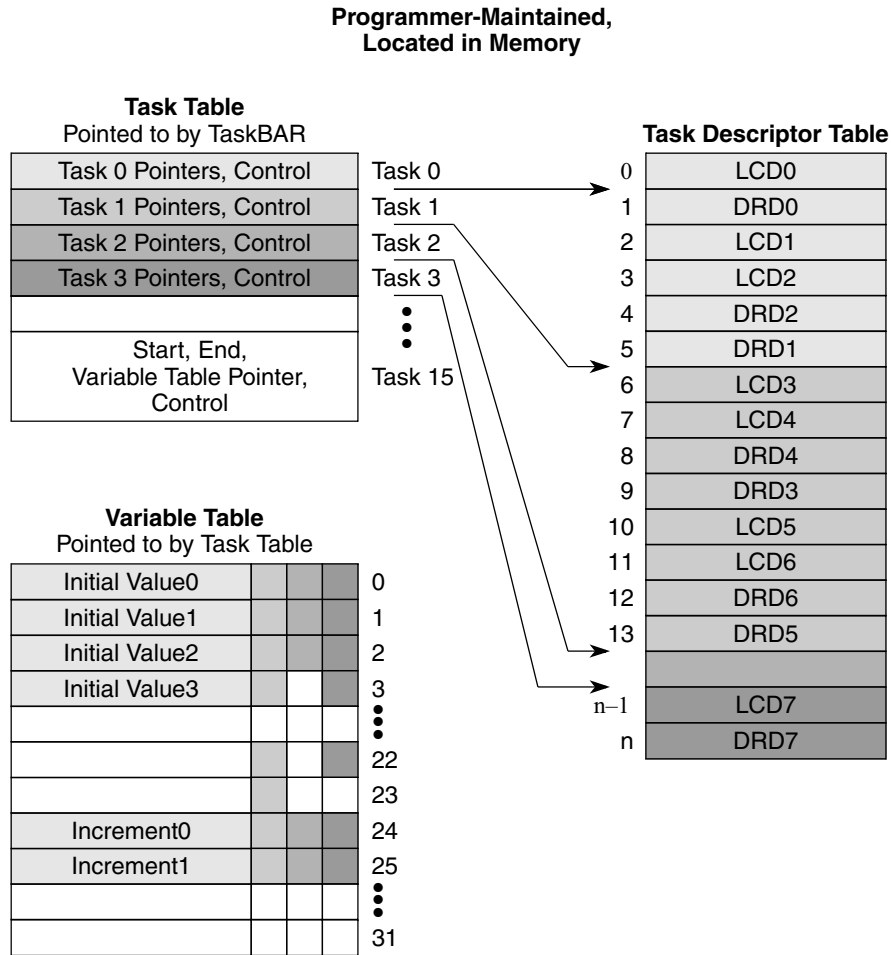 Programmer-Maintained,
Located in Memory
Task Table
Pointed to by TaskBAR
Task 0 Pointers, Control
Task 1 Pointers, Control
Task 2 Pointers, Control
Task 3 Pointers, Control
Start, End,
Variable Table Pointer,
Control
Task 0
Task 1
Task 2
Task 3
Task 15
Task Descriptor Table
0 LCD0
1 DRD0
2 LCD1
3 LCD2
4 DRD2
5 DRD1
6 LCD3
7 LCD4
8 DRD4
9 DRD3
10 LCD5
11 LCD6
12 DRD6
13 DRD5
n–1 LCD7
n DRD7
Variable Table
Pointed to by Task Table
Initial Value0 0
Initial Value1 1
Initial Value2 2
Initial Value3 3
22
23
Increment0 24
Increment1 25
31